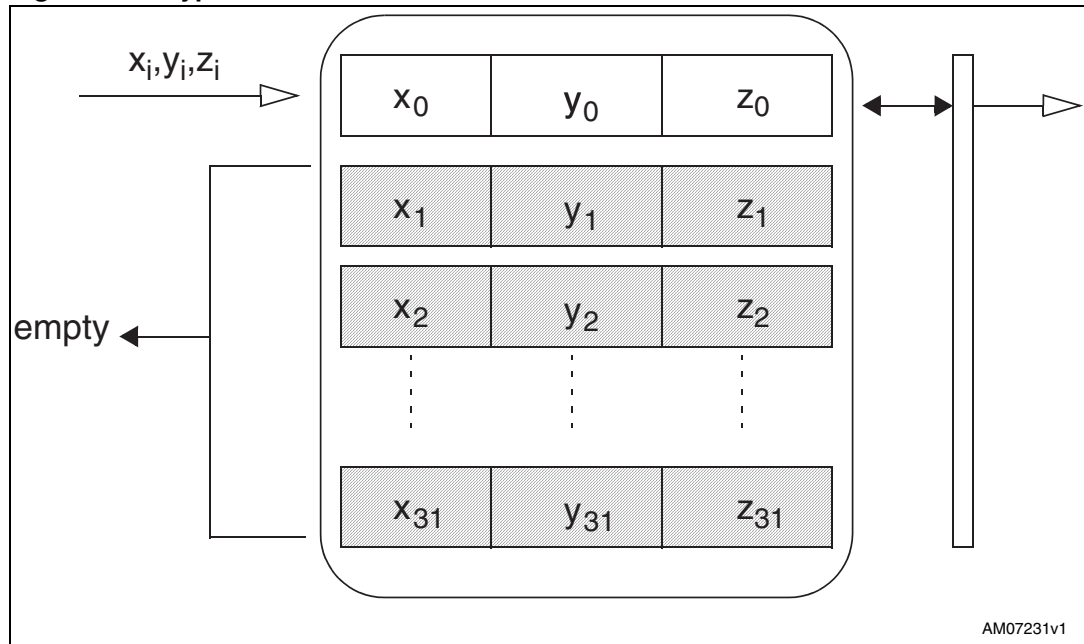 xᵢ,yᵢ,zᵢ
x₀ y₀ z₀
x₁ y₁ z₁
x₂ y₂ z₂
empty
x₃₁ y₃₁ z₃₁
AM07231v1